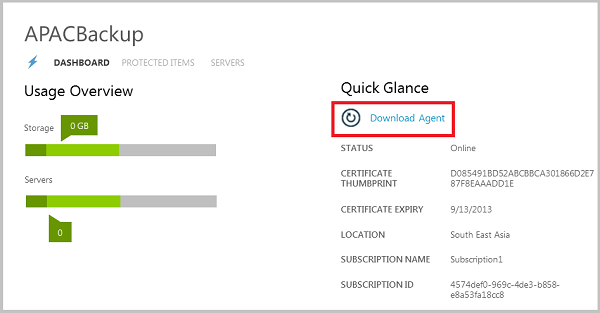 APACBackup
DASHBOARD PROTECTED ITEMS SERVERS
Usage Overview
Storage
0 GB
Servers
0
Quick Glance
Download Agent
STATUS Online
CERTIFICATE THUMBPRINT D085491BD52ABCBBCA301866D2E7
87F8EAAADD1E
CERTIFICATE EXPIRY 9/13/2013
LOCATION South East Asia
SUBSCRIPTION NAME Subscription1
SUBSCRIPTION ID 4574def0-969c-4de3-b858-
e8a53fa18cc8